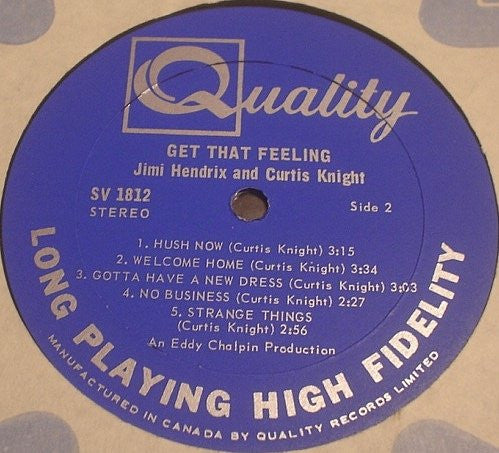 Quality
GET THAT FEELING
Jimi Hendrix and Curtis Knight
SV 1812
STEREO
Side 2
1. HUSH NOW (Curtis Knight) 3:15
2. WELCOME HOME (Curtis Knight) 3:34
3. GOTTA HAVE A NEW DRESS (Curtis Knight) 3:03
4. NO BUSINESS (Curtis Knight) 2:27
5. STRANGE THINGS
(Curtis Knight) 2:56
An Eddy Chalpin Production
LONG PLAYING HIGH FIDELITY
MANUFACTURED IN CANADA BY QUALITY RECORDS LIMITED